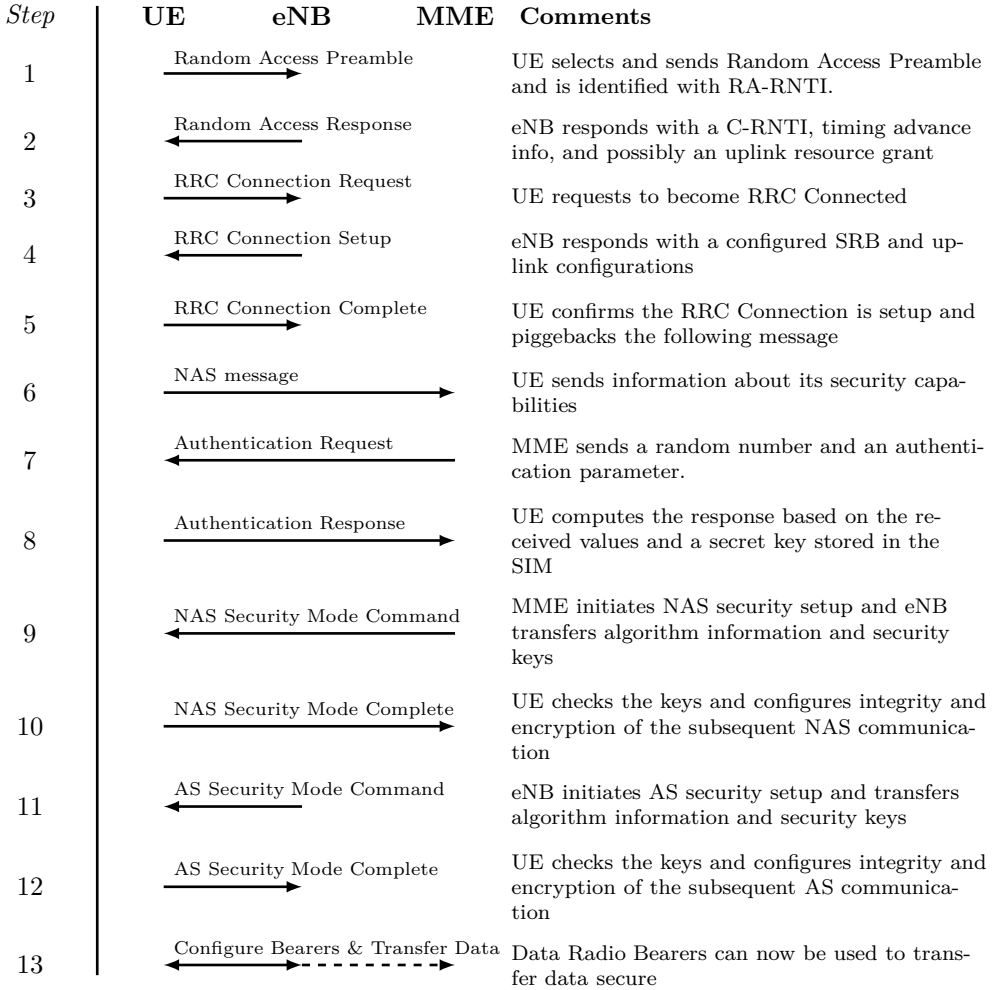 Step UE eNB MME Comments
1 Random Access Preamble UE selects and sends Random Access Preamble
and is identified with RA-RNTI.
2 Random Access Response eNB responds with a C-RNTI, timing advance
info, and possibly an uplink resource grant
3 RRC Connection Request UE requests to become RRC Connected
4 RRC Connection Setup eNB responds with a configured SRB and up-
link configurations
5 RRC Connection Complete UE confirms the RRC Connection is setup and
piggebacks the following message
6 NAS message UE sends information about its security capa-
bilities
7 Authentication Request MME sends a random number and an authenti-
cation parameter.
8 Authentication Response UE computes the response based on the re-
ceived values and a secret key stored in the
SIM
9 NAS Security Mode Command MME initiates NAS security setup and eNB
transfers algorithm information and security
keys
10 NAS Security Mode Complete UE checks the keys and configures integrity and
encryption of the subsequent NAS communica-
tion
11 AS Security Mode Command eNB initiates AS security setup and transfers
algorithm information and security keys
12 AS Security Mode Complete UE checks the keys and configures integrity and
encryption of the subsequent AS communica-
tion
13 Configure Bearers & Transfer Data Data Radio Bearers can now be used to trans-
fer data secure